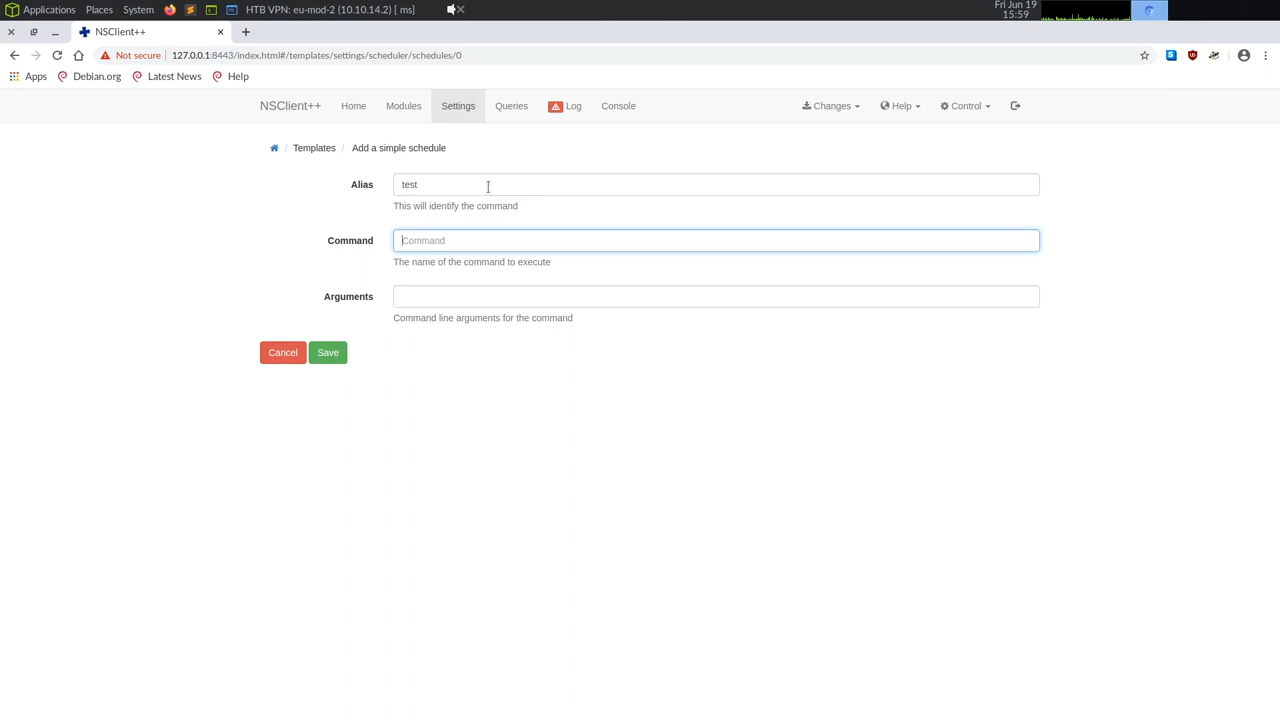 Applications Places System HTB VPN: eu-mod-2 (10.10.14.2) [ ms] Fri Jun 19
15:59
NSClient++
Not secure 127.0.0.1:8443/index.html#/templates/settings/scheduler/schedules/0
Apps Debian.org Latest News Help
NSClient++ Home Modules Settings Queries Log Console Changes Help Control
/ Templates / Add a simple schedule
Alias test
This will identify the command
Command Command
The name of the command to execute
Arguments
Command line arguments for the command
Cancel Save